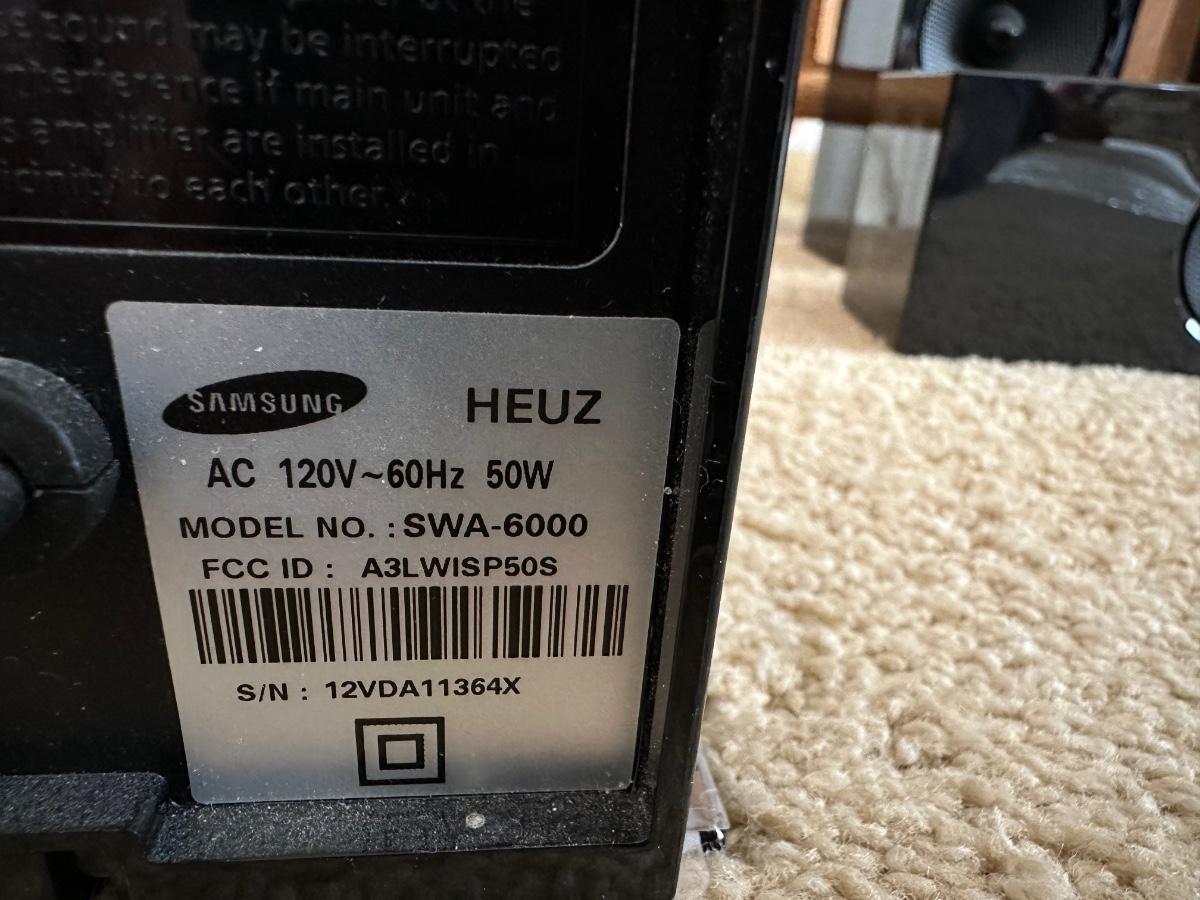 sound may be interrupted
interference if main unit and
amplifier are installed in
to each other.
SAMSUNG HEUZ
AC 120V~60Hz 50W
MODEL NO. : SWA-6000
FCC ID : A3LWISP50S
S/N : 12VDA11364X